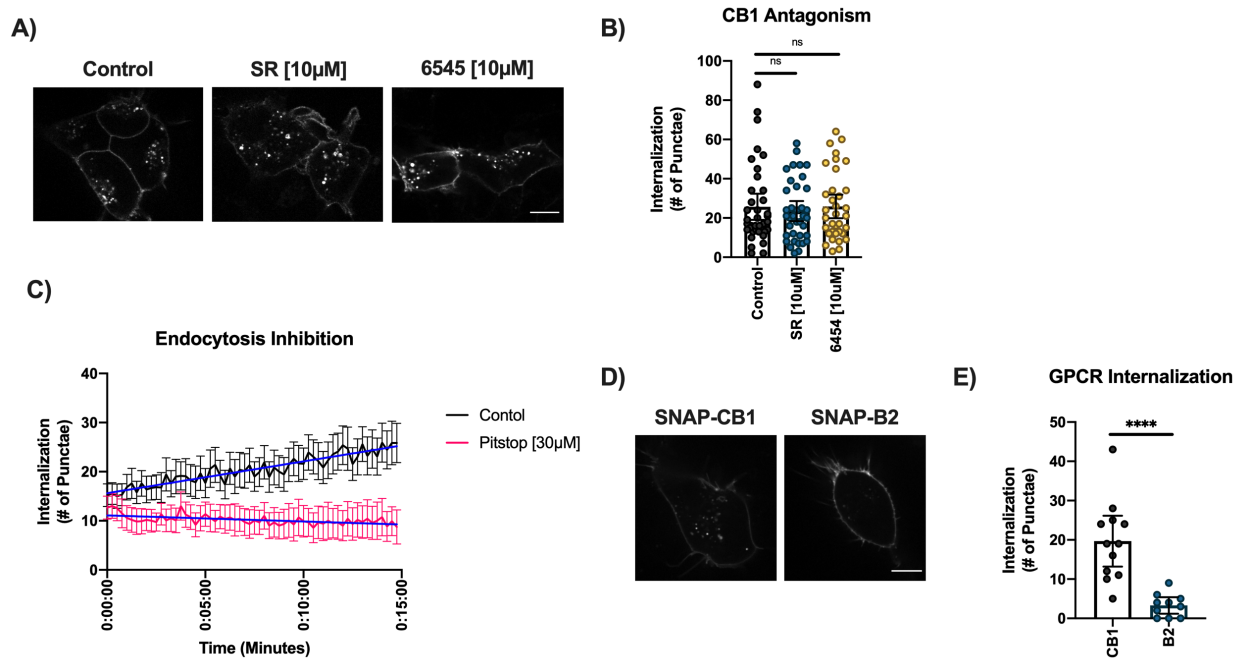 A)
Control
SR [10µM]
6545 [10µM]
B)
CB1 Antagonism
ns
ns
100
80
60
40
20
0
Internalization
(# of Punctae)
Control
SR [10uM]
6454 [10uM]
C)
Endocytosis Inhibition
40
30
20
10
0
Internalization
(# of Punctae)
0:00:00
0:05:00
0:10:00
0:15:00
Time (Minutes)
Contol
Pitstop [30µM]
D)
SNAP-CB1
SNAP-B2
E)
GPCR Internalization
****
50
40
30
20
10
0
Internalization
(# of Punctae)
CB1
B2